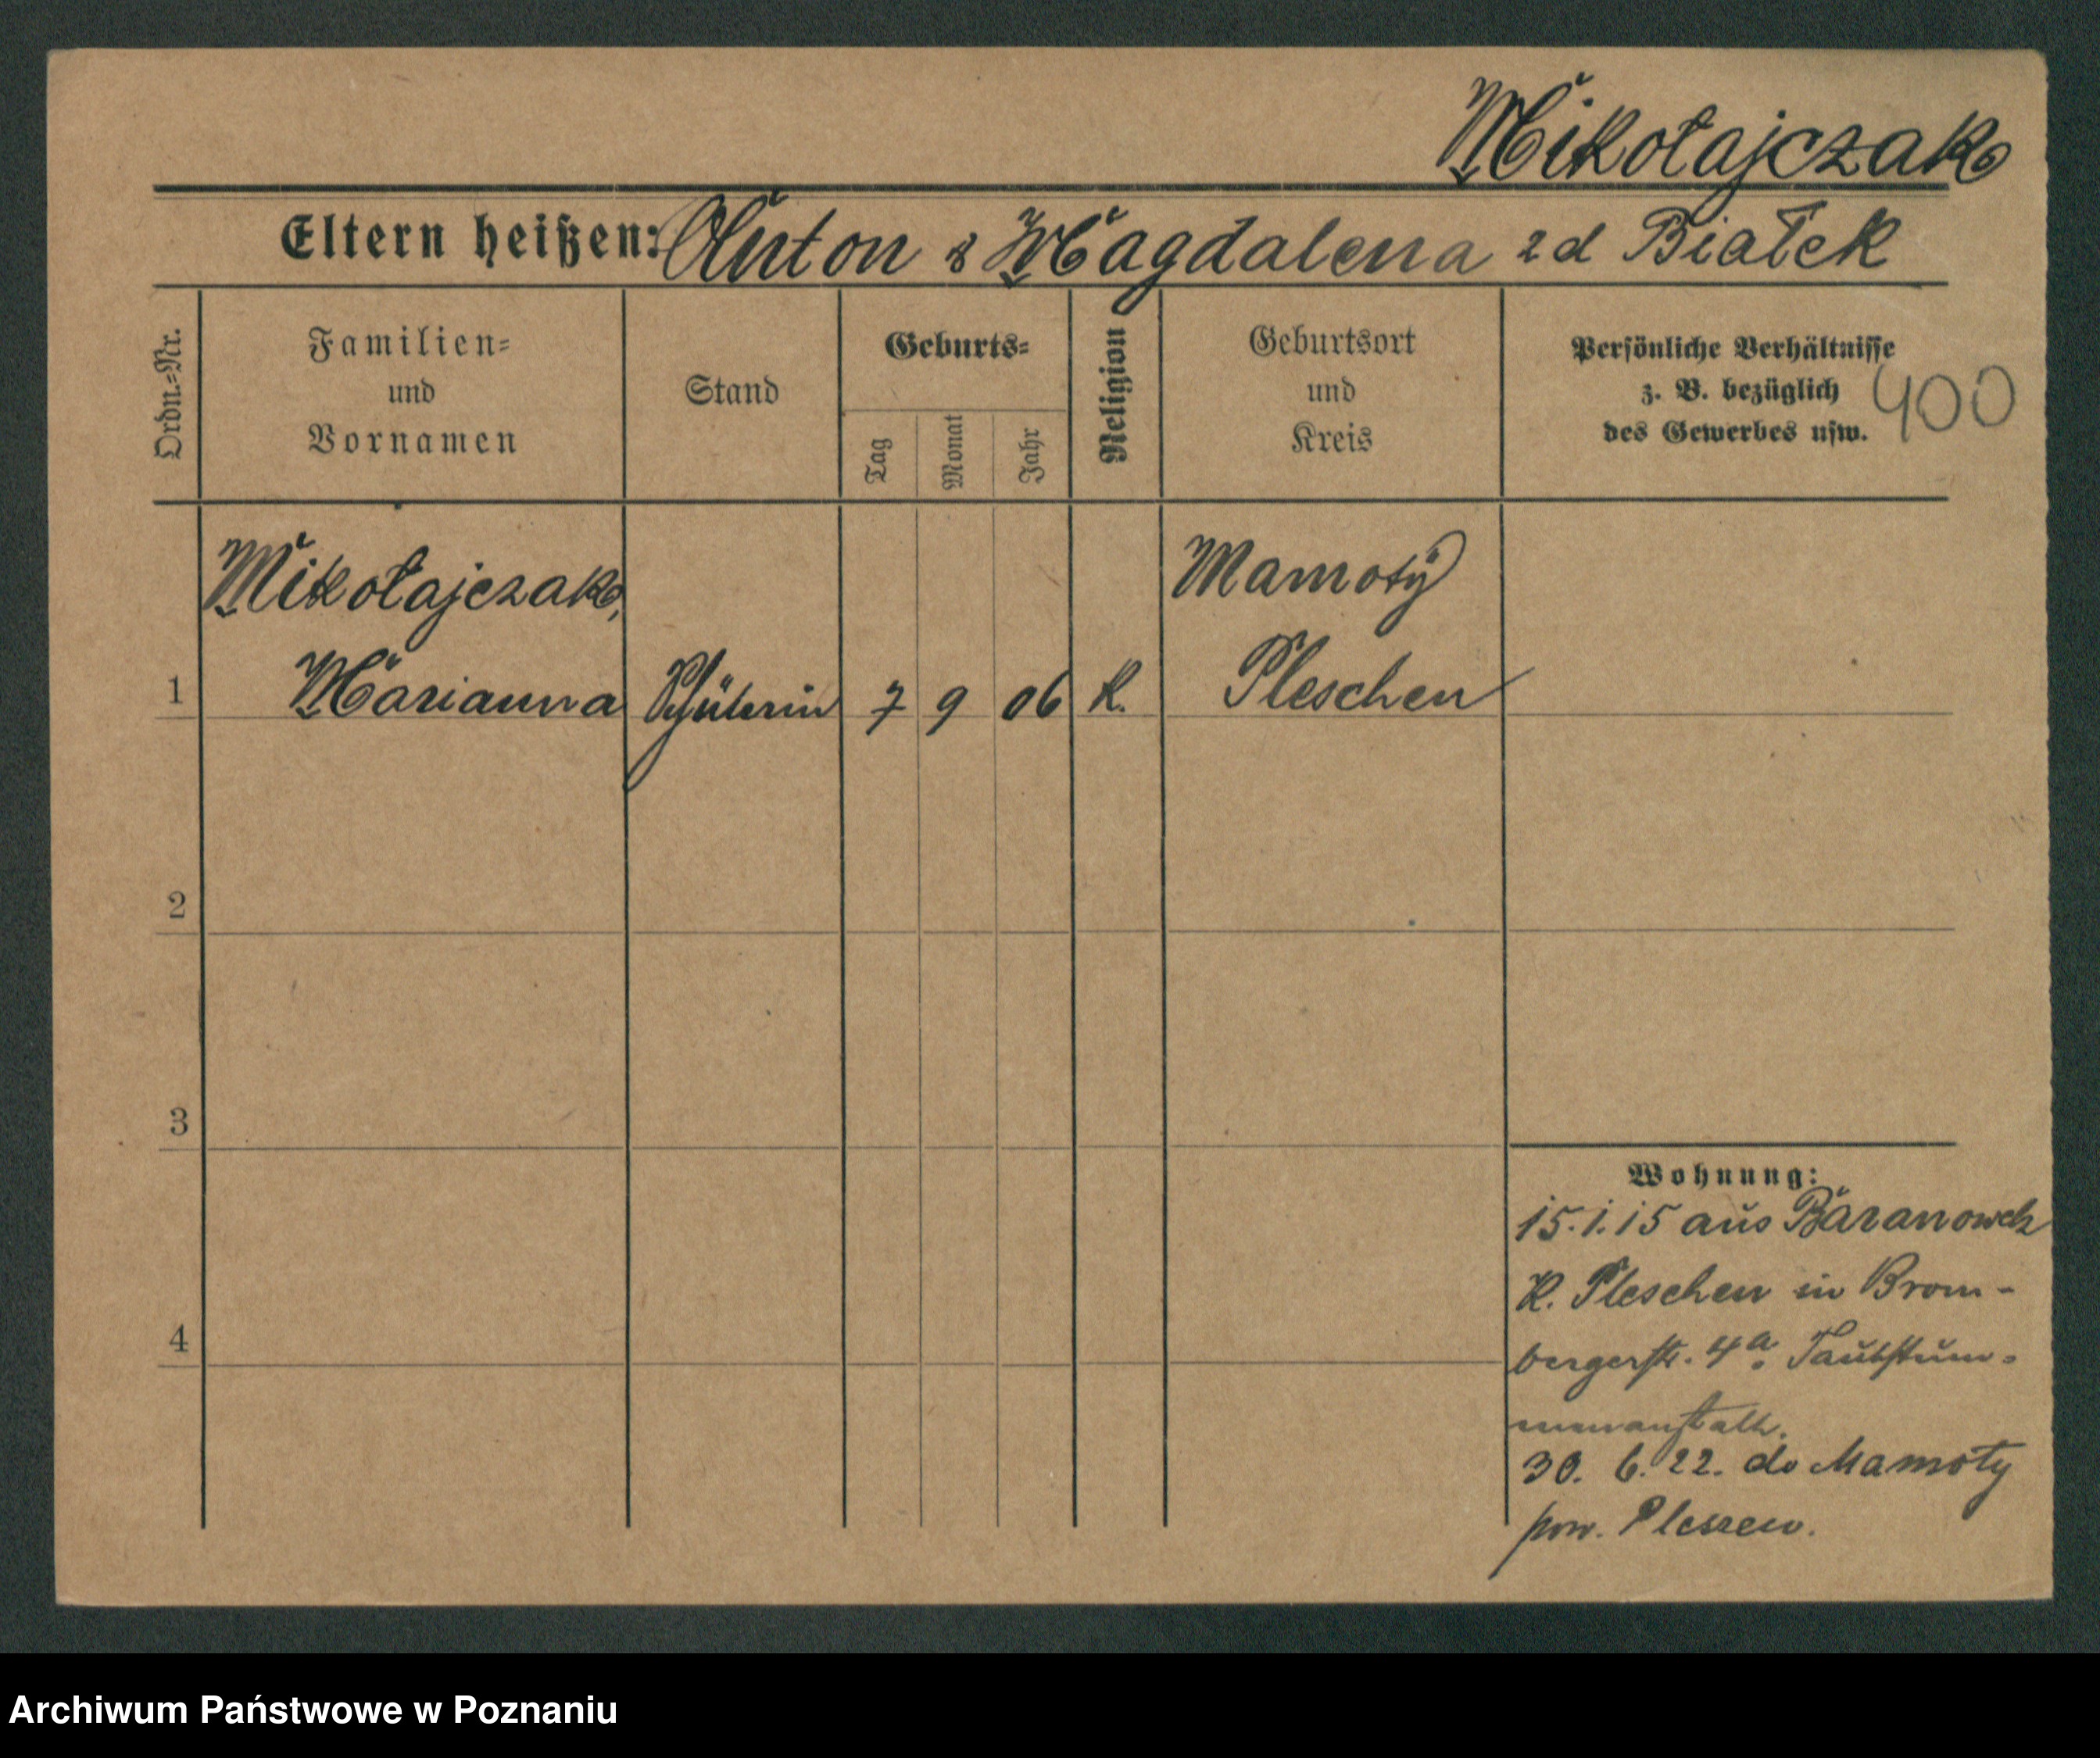 Mikołajczak
Eltern heißen: Anton & Magdalena zd Białek
Ordn.=Nr.
Familien=
und
Vornamen
Stand
Geburts=
Tag
Monat
Jahr
Religion
Geburtsort
und
Kreis
Persönliche Verhältnisse
z. B. bezüglich
des Gewerbes usw.
400
Mikołajczak,
Mamoty
1 Marianna Schülerin 7 9 06 K. Pleschen
2
3
4
Wohnung:
15.1.15 aus
K. Pleschen in Brom-
bergerstr. 4a. Taubstum-
menanstalt.
30. 6. 22. do Mamoty
pow. Pleszew.
Archiwum Państwowe w Poznaniu